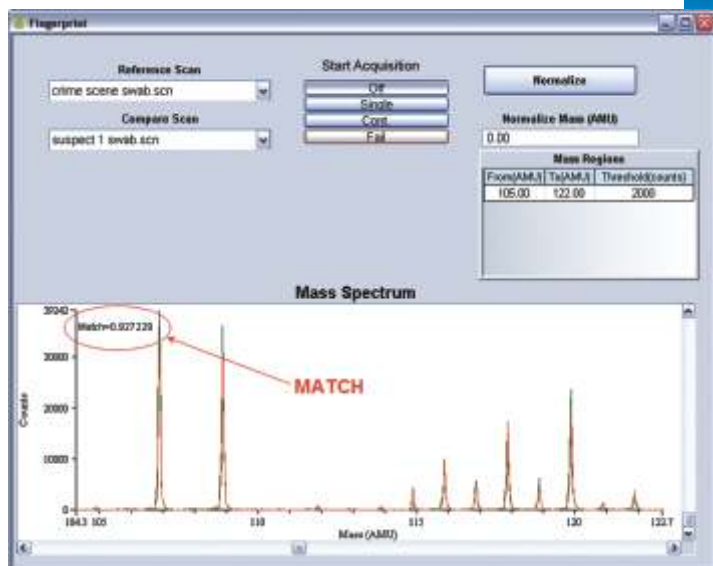 Fingerprint
Reference Scan
crime scene swab.scn
Compare Scan
suspect 1 swab.scn
Start Acquisition
Off
Single
Cont.
Fail
Normalize
Normalize Mass (AMU)
0.00
Mass Regions
From(AMU) To(AMU) Threshold(counts)
105.00 122.00 2000
Mass Spectrum
Match=0.927229
MATCH
Counts
20000
10000
0
104.3 105 110 115 120 122.7
Mass (AMU)